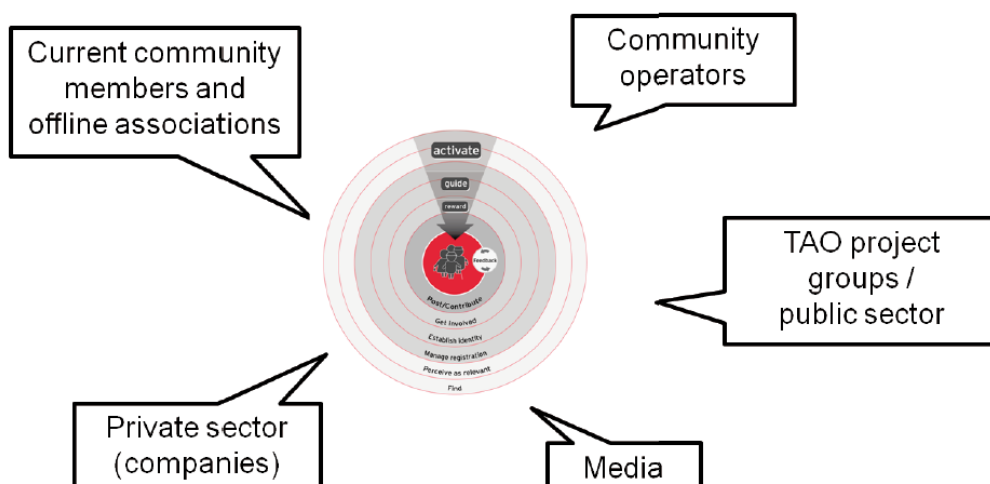 Current community
members and
offline associations
Community
operators
activate
guide
reward
Feedback
Post/Contribute
Get involved
Establish identity
Manage registration
Perceive as relevant
Find
TAO project
groups /
public sector
Private sector
(companies)
Media